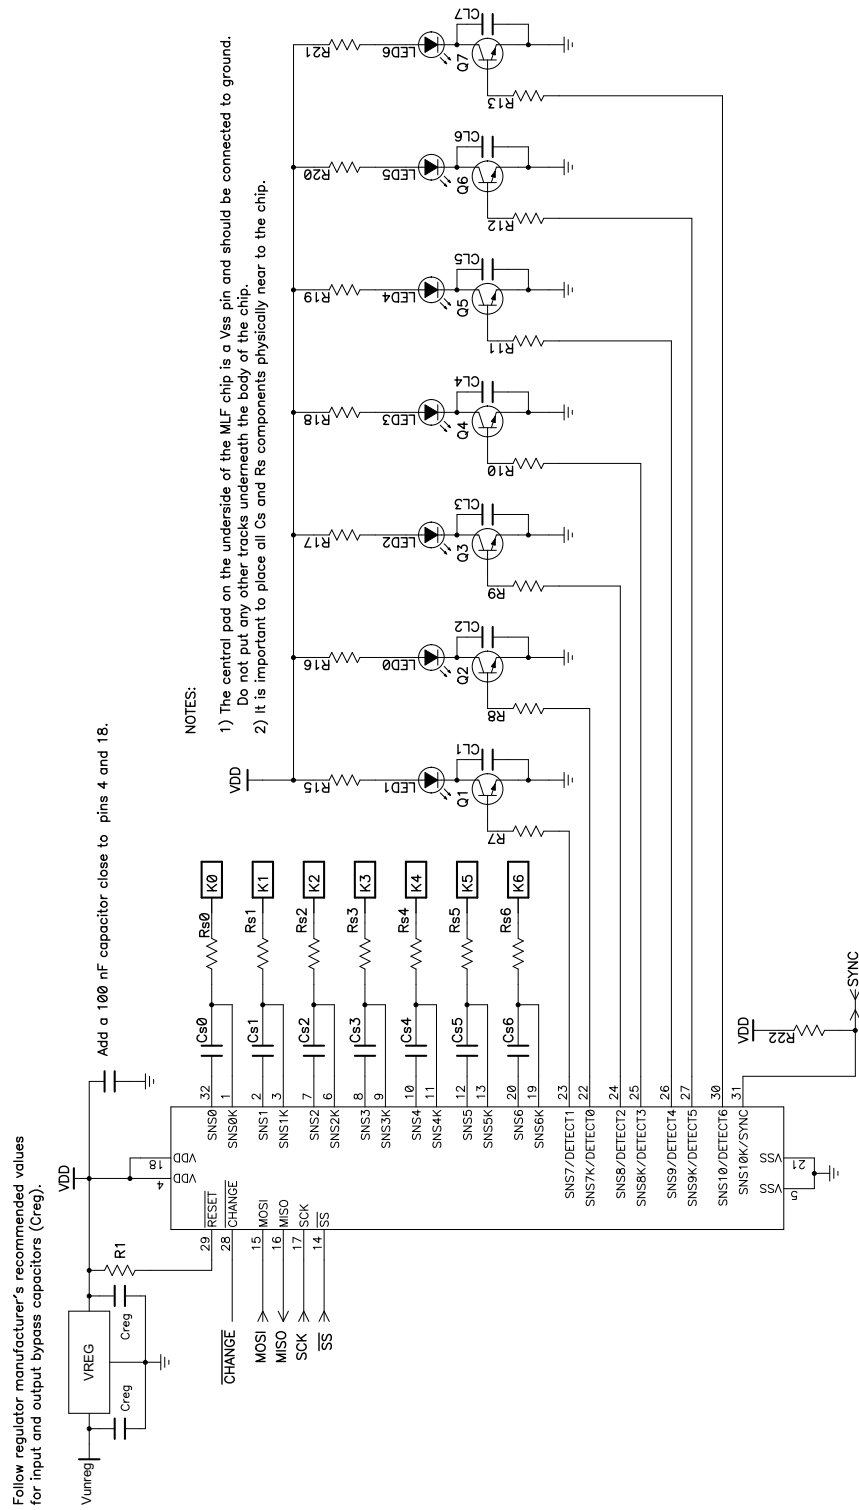 Follow regulator manufacturer's recommended values
for input and output bypass capacitors (Creg).
Vunreg
VREG
Creg
Creg
R1
VDD
Add a 100 nF capacitor close to pins 4 and 18.
NOTES:
1) The central pad on the underside of the MLF chip is a Vss pin and should be connected to ground.
Do not put any other tracks underneath the body of the chip.
2) It is important to place all Cs and Rs components physically near to the chip.
4
VDD
18
VDD
CHANGE
MOSI
MISO
SCK
SS
29
RESET
28
CHANGE
15
MOSI
16
MISO
17
SCK
14
SS
5
VSS
21
VSS
SNS0
32
SNS0K
1
SNS1
2
SNS1K
3
SNS2
7
SNS2K
6
SNS3
8
SNS3K
9
SNS4
10
SNS4K
11
SNS5
12
SNS5K
13
SNS6
20
SNS6K
19
SNS7/DETECT1
23
SNS7K/DETECT0
22
SNS8/DETECT2
24
SNS8K/DETECT3
25
SNS9/DETECT4
26
SNS9K/DETECT5
27
SNS10/DETECT6
30
SNS10K/SYNC
31
Cs0
Rs0
K0
Cs1
Rs1
K1
Cs2
Rs2
K2
Cs3
Rs3
K3
Cs4
Rs4
K4
Cs5
Rs5
K5
Cs6
Rs6
K6
VDD
R15
LED1
Q1
CL1
R7
R16
LED0
Q2
CL2
R8
R17
LED2
Q3
CL3
R9
R18
LED3
Q4
CL4
R10
R19
LED4
Q5
CL5
R11
R20
LED5
Q6
CL6
R12
R21
LED6
Q7
CL7
R13
VDD
R22
SYNC